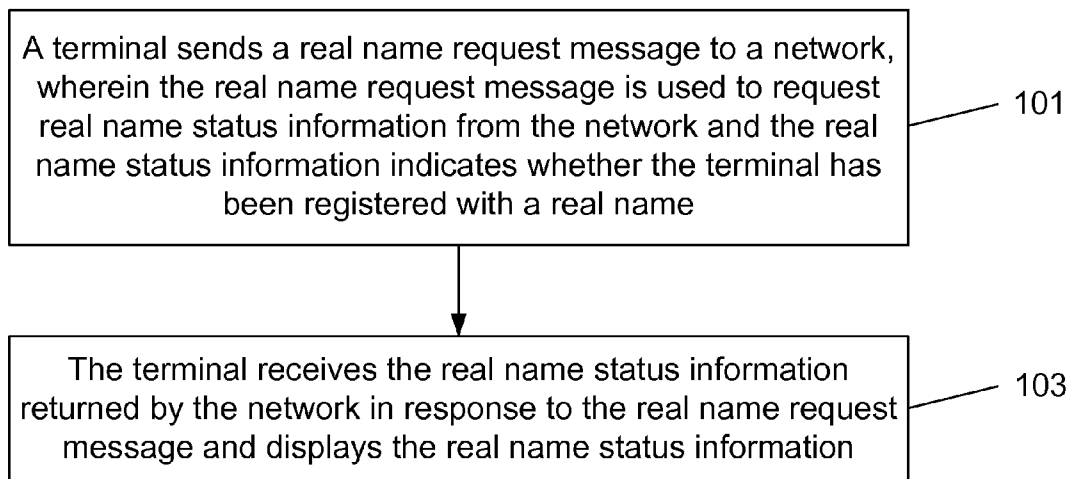 A terminal sends a real name request message to a network,
wherein the real name request message is used to request
real name status information from the network and the real
name status information indicates whether the terminal has
been registered with a real name
101
The terminal receives the real name status information
returned by the network in response to the real name request
message and displays the real name status information
103